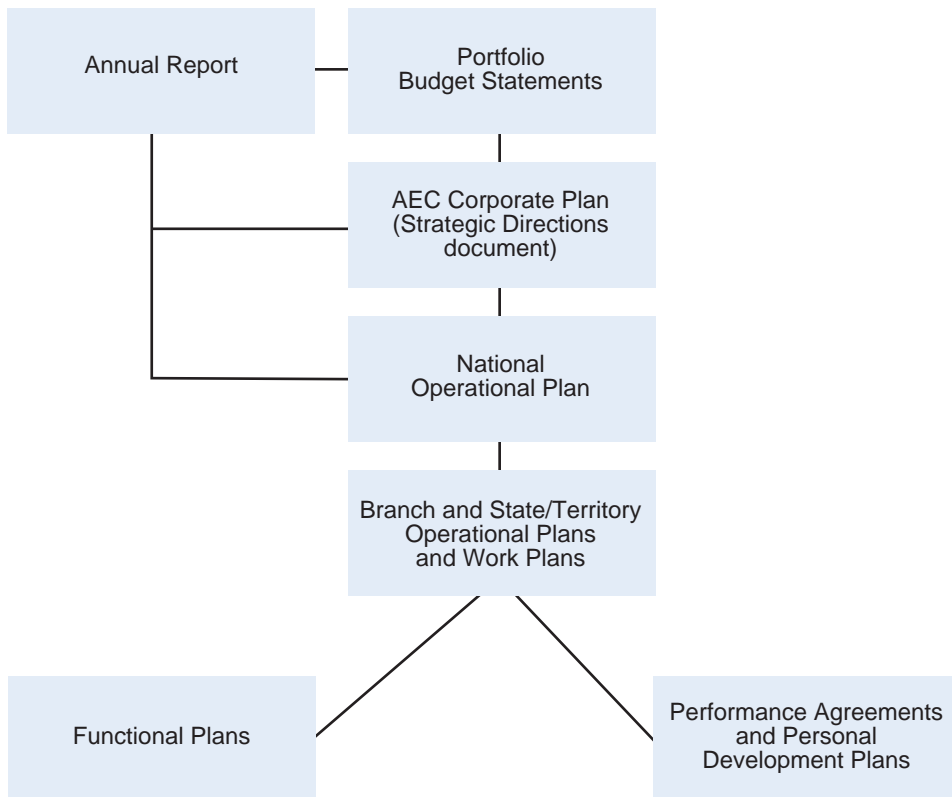 Annual Report
Portfolio
Budget Statements
AEC Corporate Plan
(Strategic Directions
document)
National
Operational Plan
Branch and State/Territory
Operational Plans
and Work Plans
Functional Plans
Performance Agreements
and Personal
Development Plans